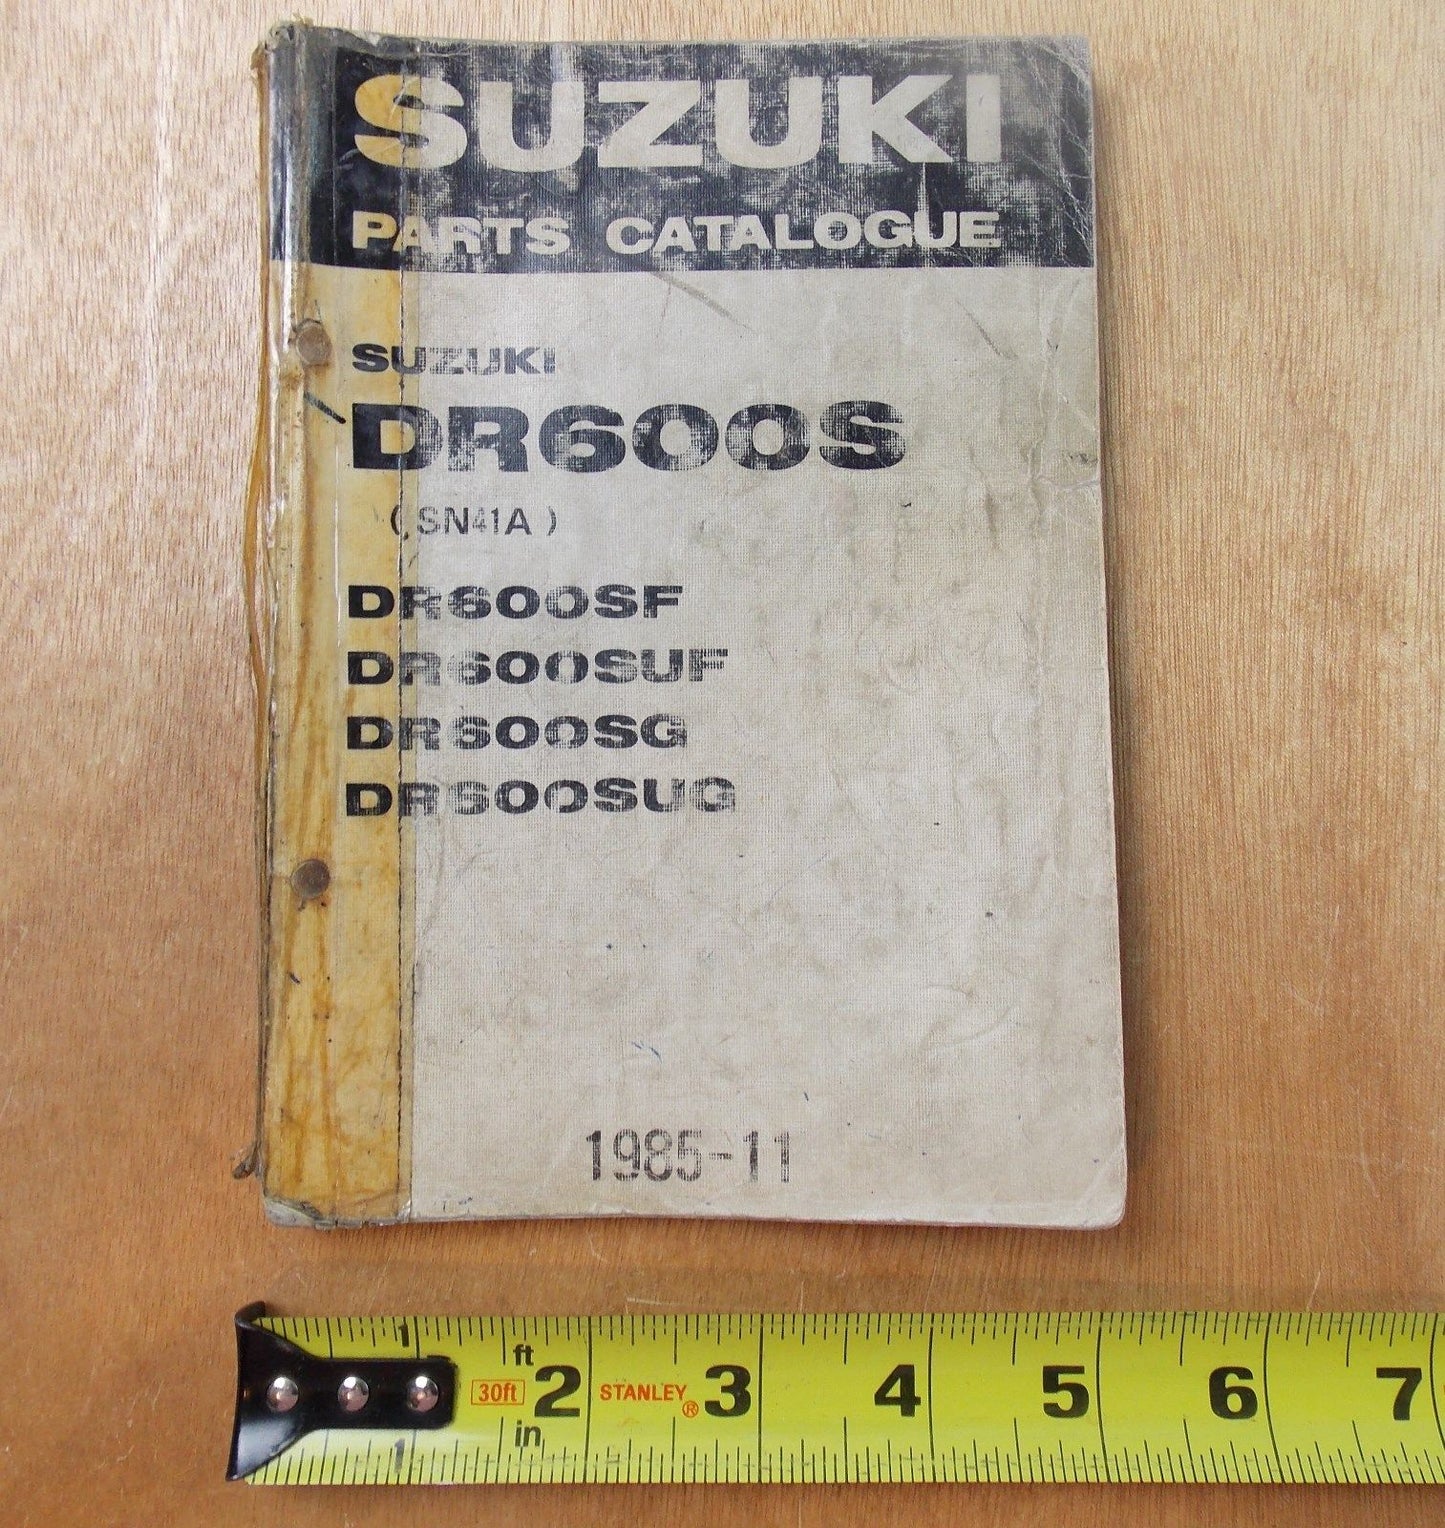 SUZUKI
PARTS CATALOGUE
SUZUKI
DR600S
(SN41A)
DR600SF
DR600SUF
DR600SG
DR600SUG
1985-11
1 ft 2 3 4 5 6 7
30ft STANLEY®
in
1